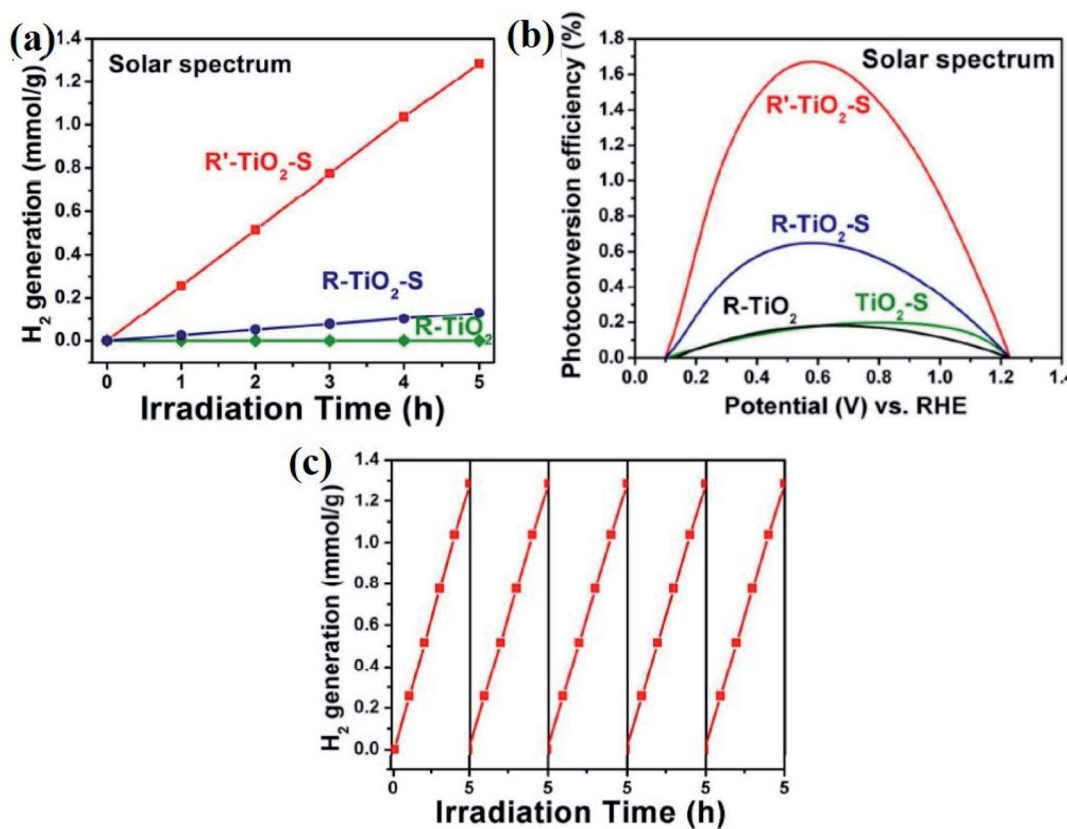 (a)
H₂ generation (mmol/g)
1.4
1.2
1.0
0.8
0.6
0.4
0.2
0.0
Solar spectrum
R'-TiO₂-S
R-TiO₂-S
R-TiO₂
0 1 2 3 4 5
Irradiation Time (h)
(b)
Photoconversion efficiency (%)
1.8
1.6
1.4
1.2
1.0
0.8
0.6
0.4
0.2
0.0
Solar spectrum
R'-TiO₂-S
R-TiO₂-S
R-TiO₂ TiO₂-S
0.0 0.2 0.4 0.6 0.8 1.0 1.2 1.4
Potential (V) vs. RHE
(c)
H₂ generation (mmol/g)
1.4
1.2
1.0
0.8
0.6
0.4
0.2
0.0
0 5 5 5 5 5
Irradiation Time (h)